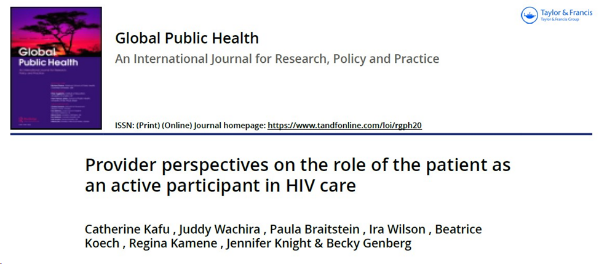 Taylor & Francis
Taylor & Francis Group
Global
Public Health
Global Public Health
An International Journal for Research, Policy and Practice
ISSN: (Print) (Online) Journal homepage: https://www.tandfonline.com/loi/rgph20
Provider perspectives on the role of the patient as
an active participant in HIV care
Catherine Kafu , Juddy Wachira , Paula Braitstein , Ira Wilson , Beatrice
Koech , Regina Kamene , Jennifer Knight & Becky Genberg